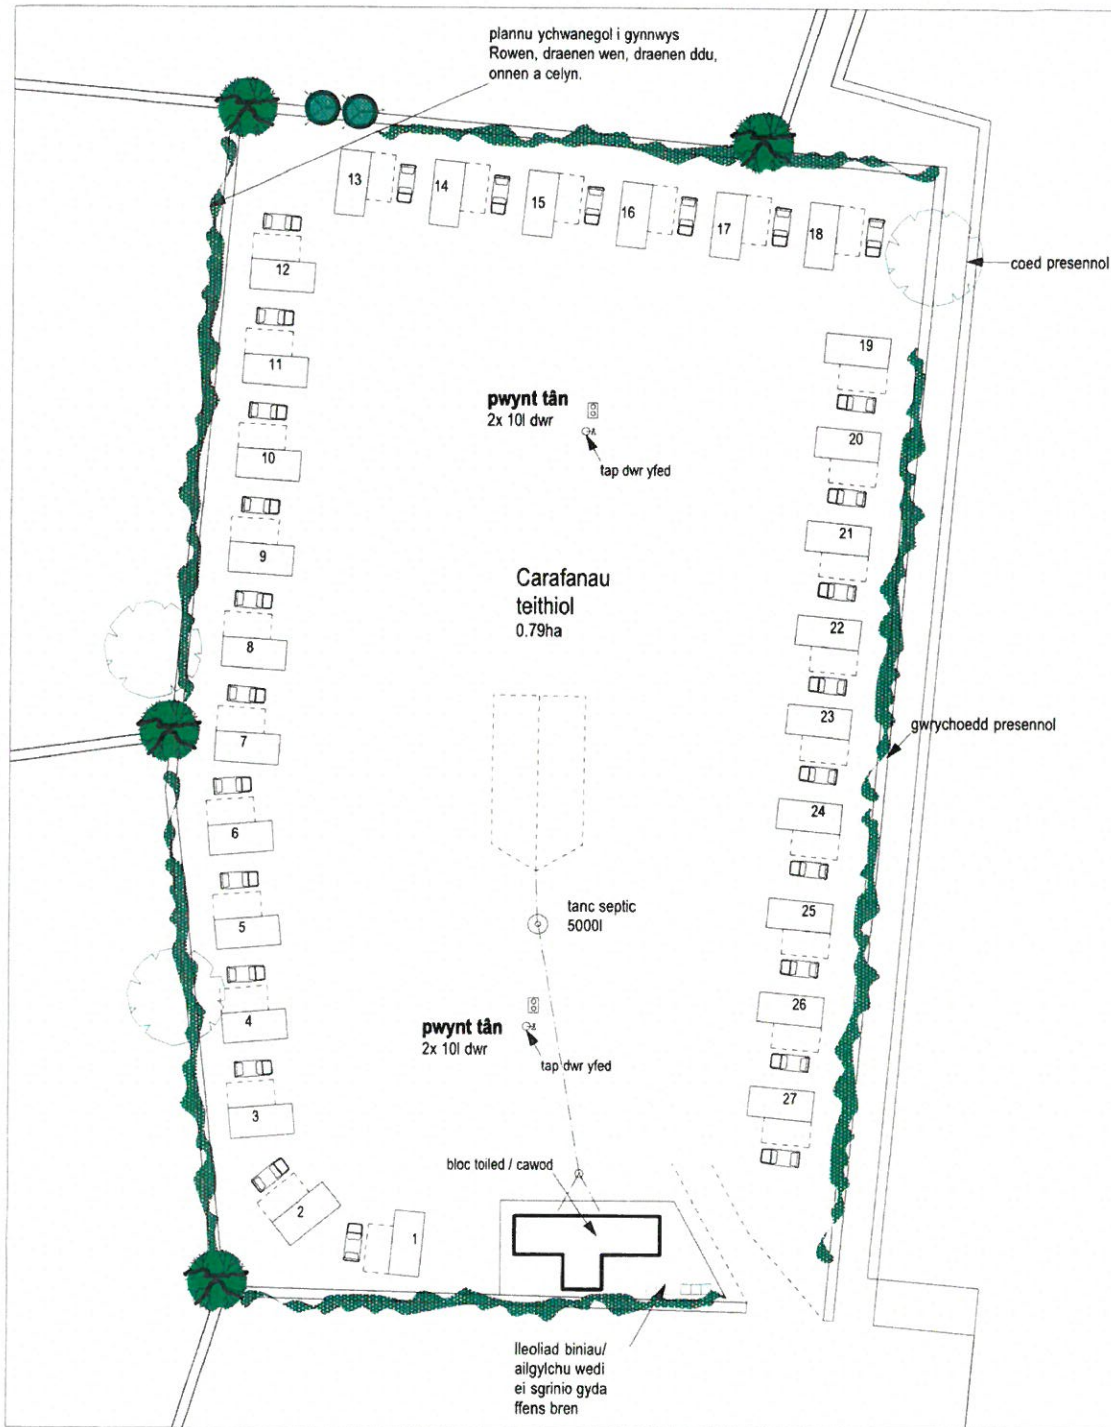 plannu ychwanegol i gynnwys
Rowen, draenen wen, draenen ddu,
onnen a celyn.
13
14
15
16
17
18
coed presennol
12
11
10
9
8
7
6
5
4
3
2
1
19
20
21
22
23
24
25
26
27
pwynt tân
2x 10l dwr
tap dwr yfed
Carafanau
teithiol
0.79ha
gwrychoedd presennol
tanc septic
5000l
pwynt tân
2x 10l dwr
tap dwr yfed
bloc toiled / cawod
lleoliad biniau/
ailgylchu wedi
ei sgrinio gyda
ffens bren